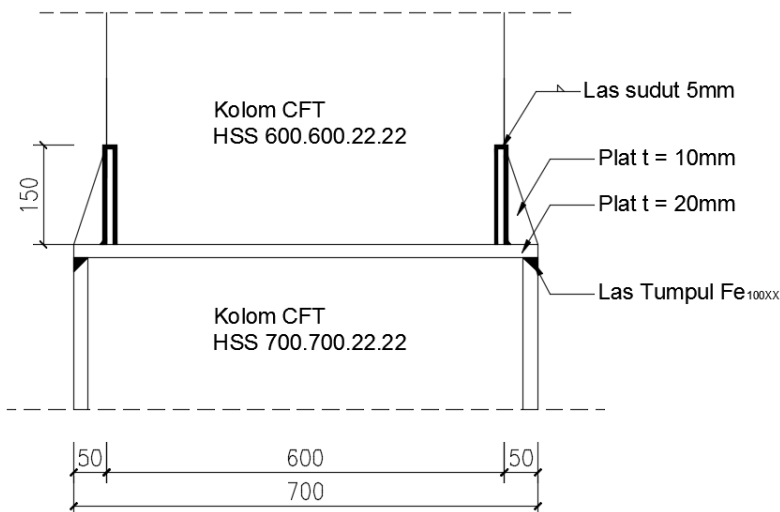 Kolom CFT
HSS 600.600.22.22
Las sudut 5mm
Plat t = 10mm
Plat t = 20mm
150
Las Tumpul Fe100XX
Kolom CFT
HSS 700.700.22.22
50
600
50
700